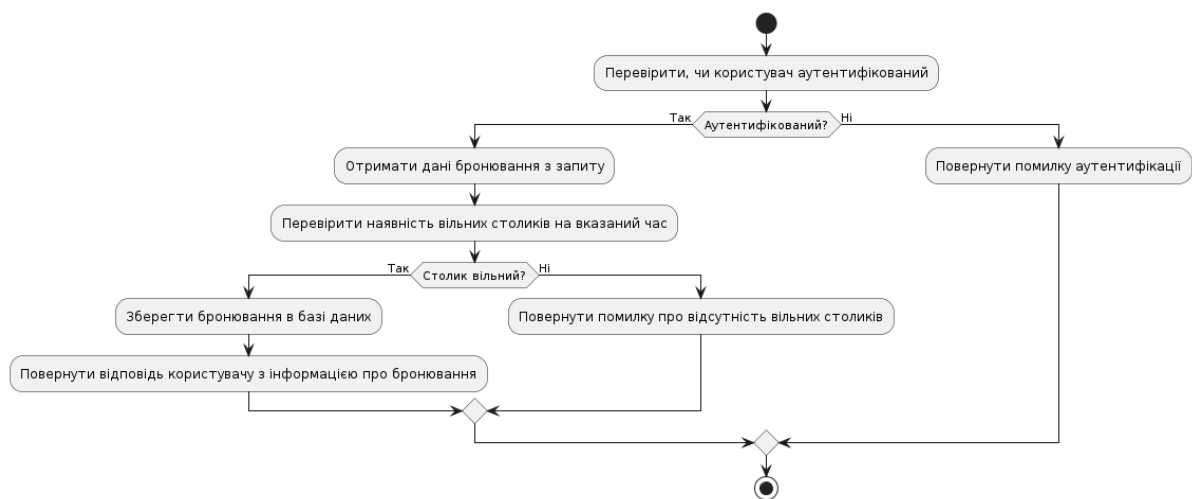 Перевірити, чи користувач аутентифікований
Так
Аутентифікований?
Ні
Отримати дані бронювання з запиту
Повернути помилку аутентифікації
Перевірити наявність вільних столиків на вказаний час
Так
Столик вільний?
Ні
Зберегти бронювання в базі даних
Повернути помилку про відсутність вільних столиків
Повернути відповідь користувачу з інформацією про бронювання